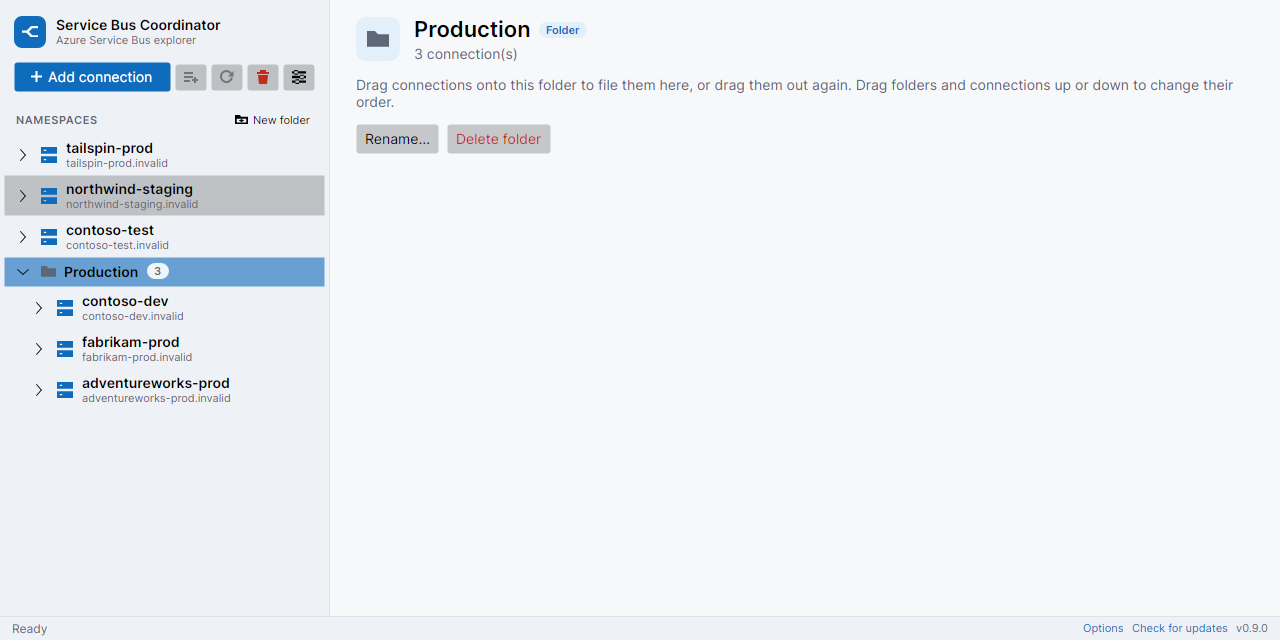 Service Bus Coordinator
Azure Service Bus explorer
Add connection
NAMESPACES
New folder
tailspin-prod
tailspin-prod.invalid
northwind-staging
northwind-staging.invalid
contoso-test
contoso-test.invalid
Production 3
contoso-dev
contoso-dev.invalid
fabrikam-prod
fabrikam-prod.invalid
adventureworks-prod
adventureworks-prod.invalid
Production Folder
3 connection(s)
Drag connections onto this folder to file them here, or drag them out again. Drag folders and connections up or down to change their
order.
Rename... Delete folder
Ready
Options Check for updates v0.9.0